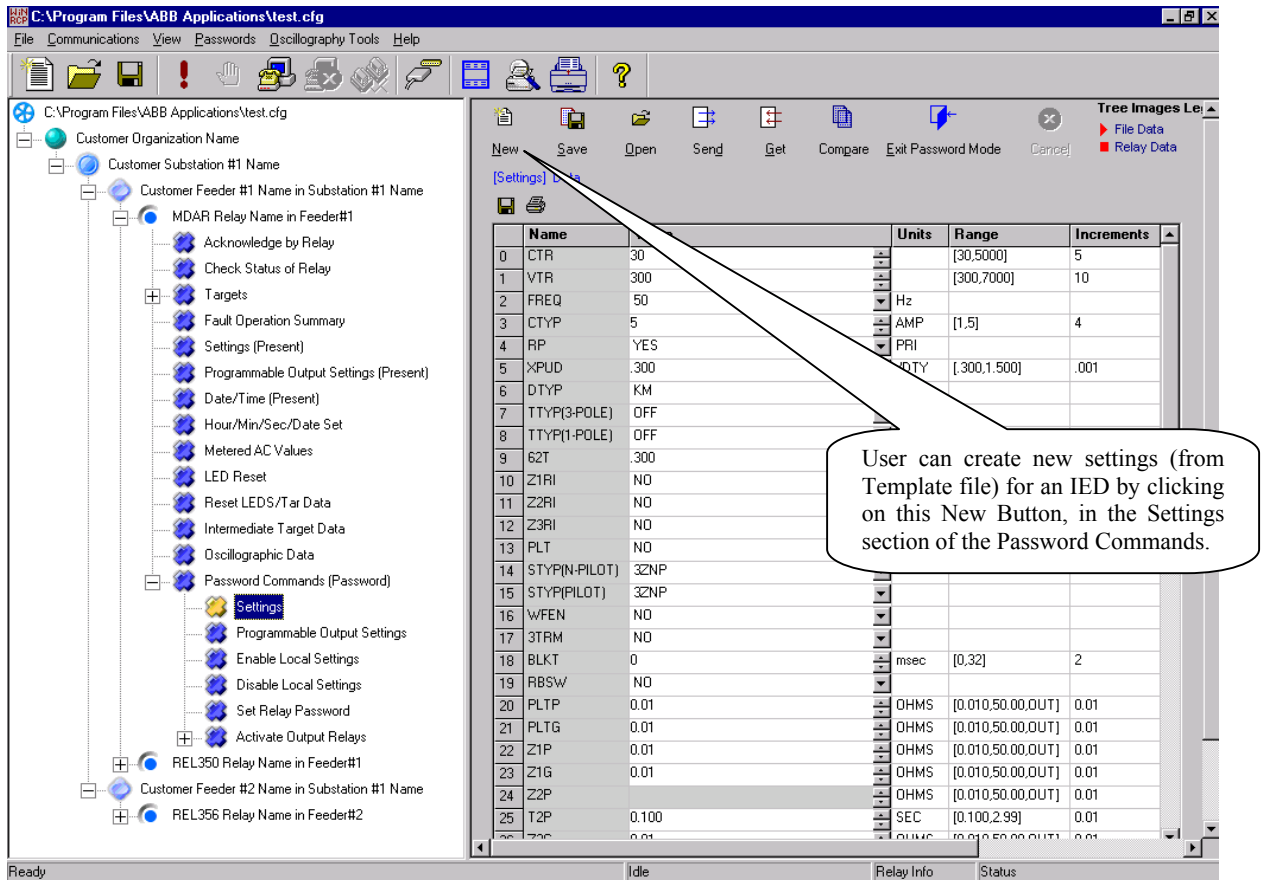 WiN RCP C:\Program Files\ABB Applications\test.cfg
File Communications View Passwords Oscillography Tools Help
C:\Program Files\ABB Applications\test.cfg
Customer Organization Name
Customer Substation #1 Name
Customer Feeder #1 Name in Substation #1 Name
MDAR Relay Name in Feeder#1
Acknowledge by Relay
Check Status of Relay
Targets
Fault Operation Summary
Settings (Present)
Programmable Output Settings (Present)
Date/Time (Present)
Hour/Min/Sec/Date Set
Metered AC Values
LED Reset
Reset LEDS/Tar Data
Intermediate Target Data
Oscillographic Data
Password Commands (Password)
Settings
Programmable Output Settings
Enable Local Settings
Disable Local Settings
Set Relay Password
Activate Output Relays
REL350 Relay Name in Feeder#1
Customer Feeder #2 Name in Substation #1 Name
REL356 Relay Name in Feeder#2
New Save Open Send Get Compare Exit Password Mode Cancel
Tree Images Le
File Data
Relay Data
[Settings] Data
Name Units Range Increments
0 CTR 30 [30,5000] 5
1 VTR 300 [300,7000] 10
2 FREQ 50 Hz
3 CTYP 5 AMP [1,5] 4
4 RP YES PRI
5 XPUD .300 /DTY [.300,1.500] .001
6 DTYP KM
7 TTYP(3-POLE) OFF
8 TTYP(1-POLE) OFF
9 62T .300
10 Z1RI NO
11 Z2RI NO
12 Z3RI NO
13 PLT NO
14 STYP(N-PILOT) 3ZNP
15 STYP(PILOT) 3ZNP
16 WFEN NO
17 3TRM NO
18 BLKT 0 msec [0,32] 2
19 RBSW NO
20 PLTP 0.01 OHMS [0.010,50.00,OUT] 0.01
21 PLTG 0.01 OHMS [0.010,50.00,OUT] 0.01
22 Z1P 0.01 OHMS [0.010,50.00,OUT] 0.01
23 Z1G 0.01 OHMS [0.010,50.00,OUT] 0.01
24 Z2P OHMS [0.010,50.00,OUT] 0.01
25 T2P 0.100 SEC [0.100,2.99] 0.01
User can create new settings (from
Template file) for an IED by clicking
on this New Button, in the Settings
section of the Password Commands.
Ready Idle Relay Info Status